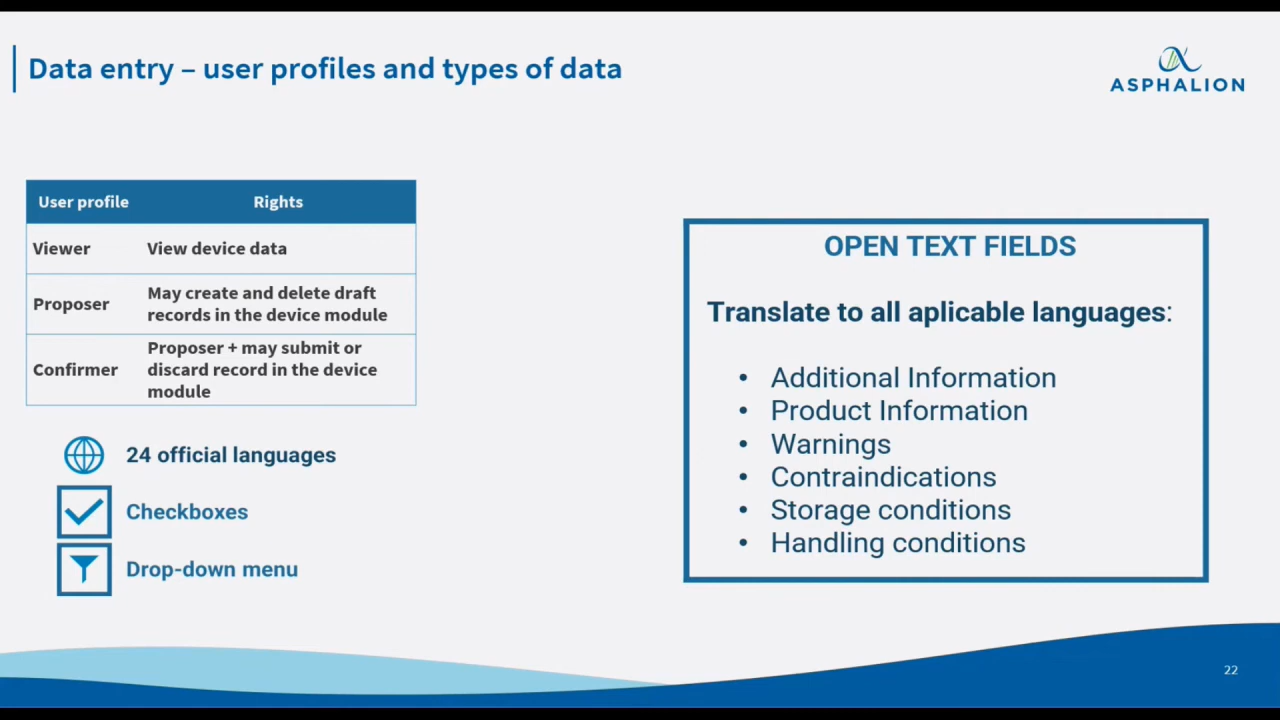 Data entry – user profiles and types of data
ASPHALION
User profile Rights
Viewer View device data
Proposer May create and delete draft
records in the device module
Confirmer Proposer + may submit or
discard record in the device
module
24 official languages
Checkboxes
Drop-down menu
OPEN TEXT FIELDS
Translate to all aplicable languages:
• Additional Information
• Product Information
• Warnings
• Contraindications
• Storage conditions
• Handling conditions
22